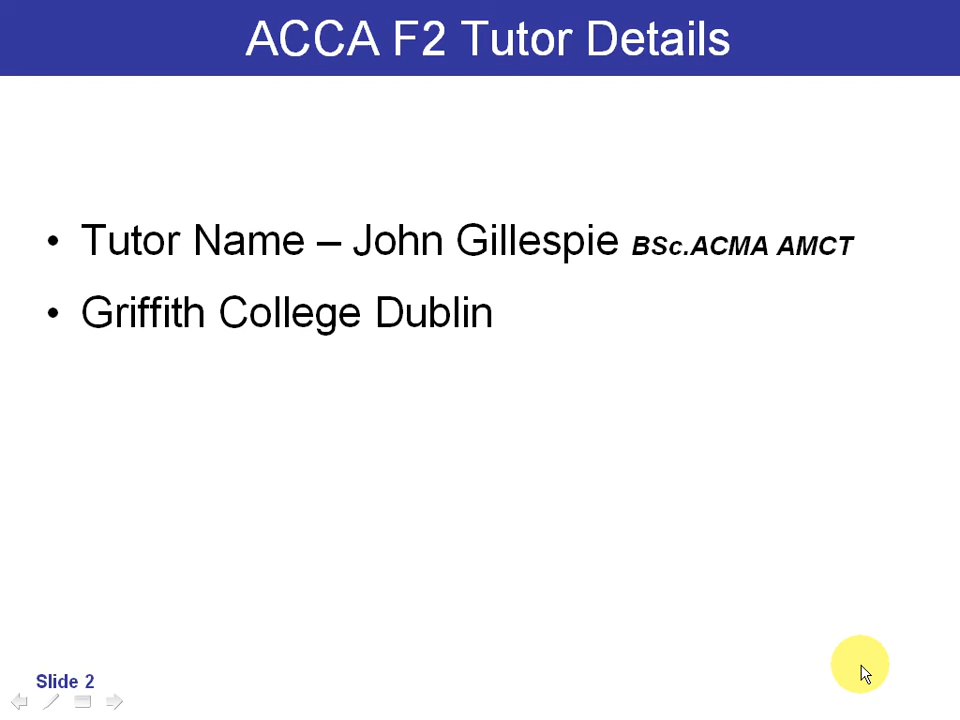 ACCA F2 Tutor Details
• Tutor Name – John Gillespie BSc.ACMA AMCT
• Griffith College Dublin
Slide 2